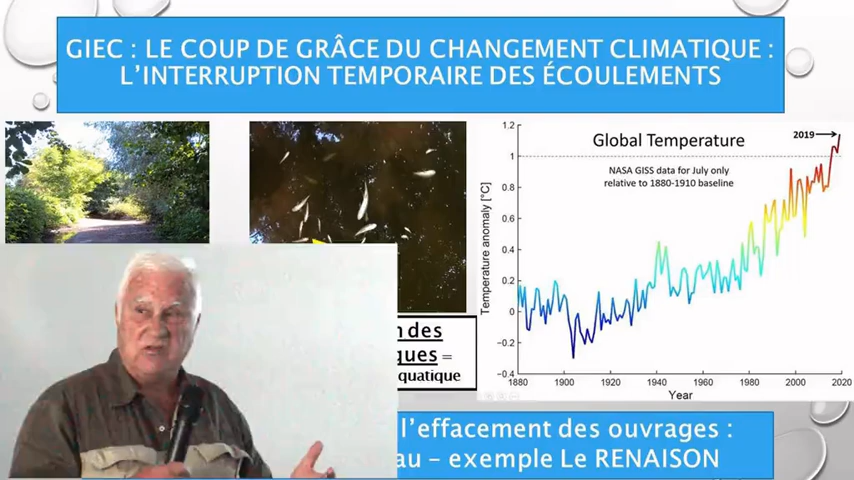 GIEC : LE COUP DE GRÂCE DU CHANGEMENT CLIMATIQUE :
L'INTERRUPTION TEMPORAIRE DES ÉCOULEMENTS
Global Temperature
2019
NASA GISS data for July only
relative to 1880-1910 baseline
Temperature anomaly [°C]
1.2
1
0.8
0.6
0.4
0.2
0
−0.2
−0.4
1880
1900
1920
1940
1960
1980
2000
2020
Year
n des
ques =
quatique
l'effacement des ouvrages :
au – exemple Le RENAISON